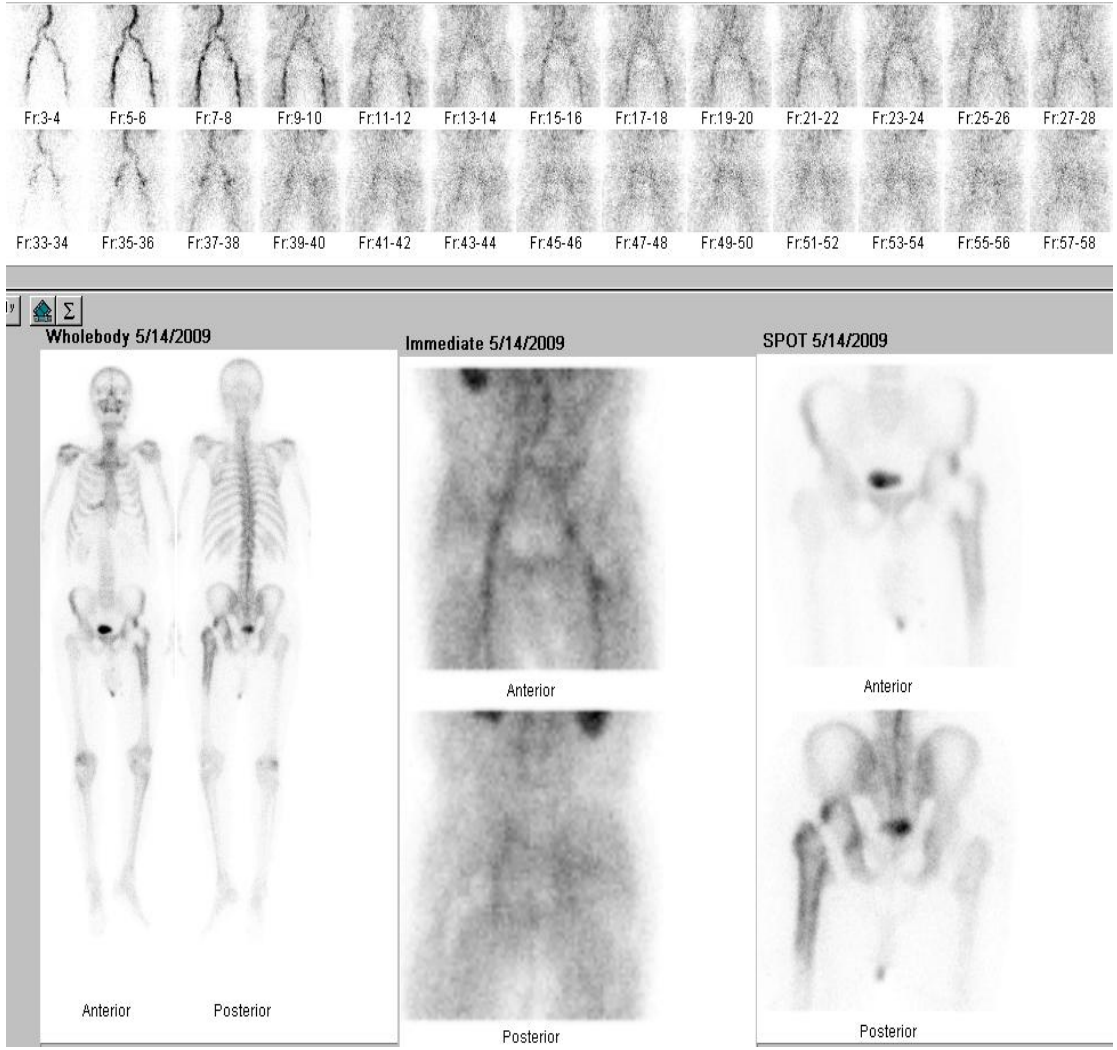 Fr:3-4 Fr:5-6 Fr:7-8 Fr:9-10 Fr:11-12 Fr:13-14 Fr:15-16 Fr:17-18 Fr:19-20 Fr:21-22 Fr:23-24 Fr:25-26 Fr:27-28
Fr:33-34 Fr:35-36 Fr:37-38 Fr:39-40 Fr:41-42 Fr:43-44 Fr:45-46 Fr:47-48 Fr:49-50 Fr:51-52 Fr:53-54 Fr:55-56 Fr:57-58
Σ
Wholebody 5/14/2009
Anterior Posterior
Immediate 5/14/2009
Anterior
Posterior
SPOT 5/14/2009
Anterior
Posterior